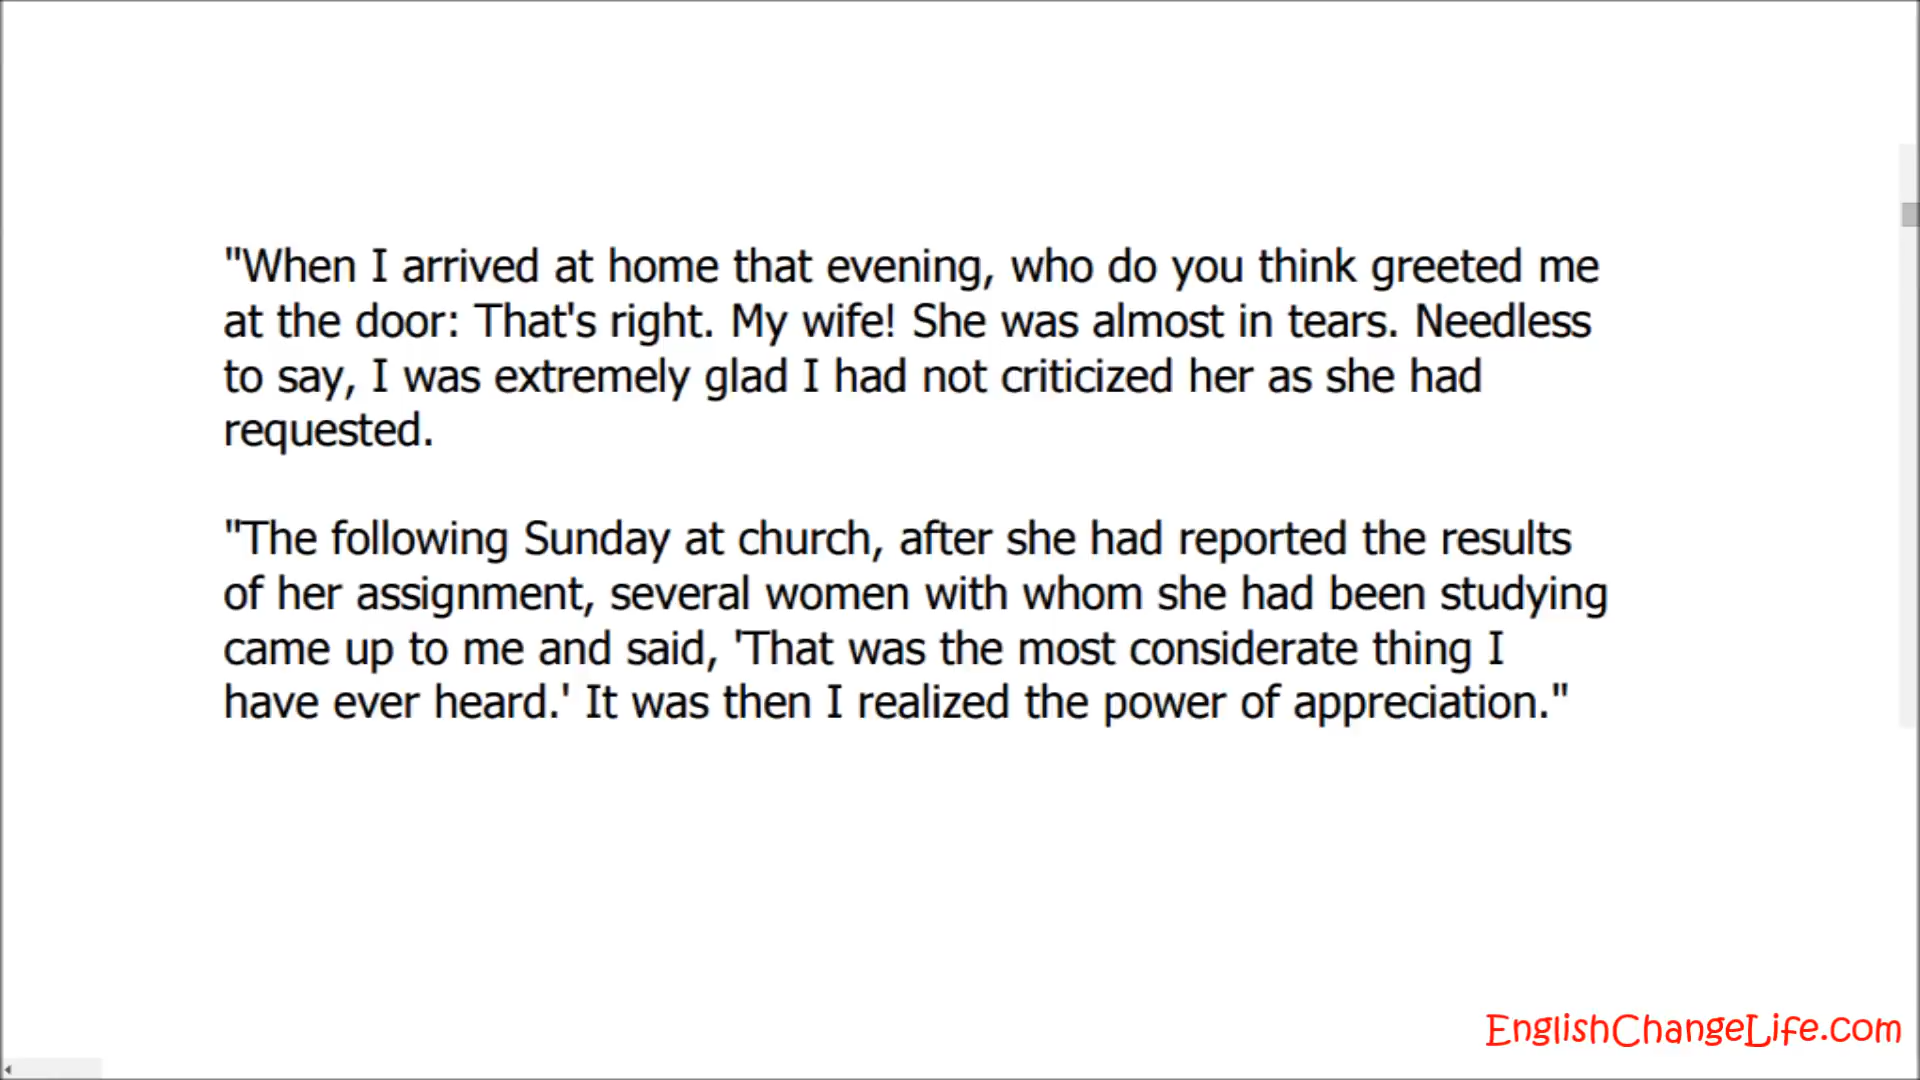 "When I arrived at home that evening, who do you think greeted me
at the door: That's right. My wife! She was almost in tears. Needless
to say, I was extremely glad I had not criticized her as she had
requested.
"The following Sunday at church, after she had reported the results
of her assignment, several women with whom she had been studying
came up to me and said, 'That was the most considerate thing I
have ever heard.' It was then I realized the power of appreciation."
EnglishChangeLife.com